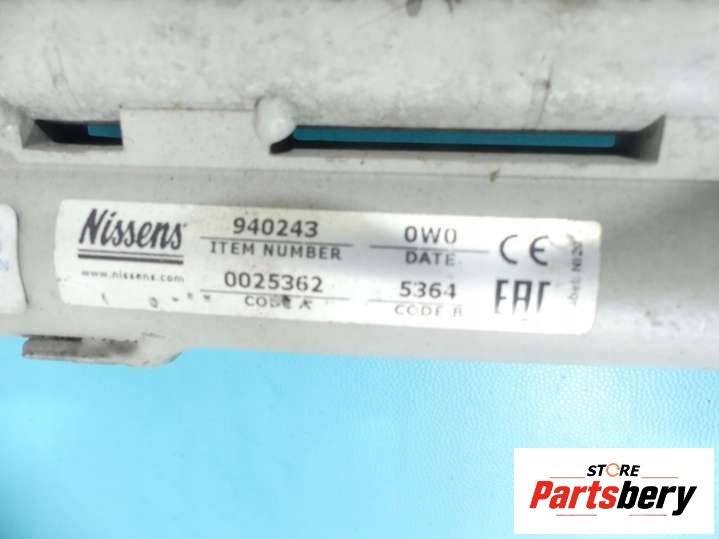 Nissens 940243 0W0 CE
ITEM NUMBER DATE
www.nissens.com 0025362 5364 EAC
CODE A CODE B
STORE
Partsbery